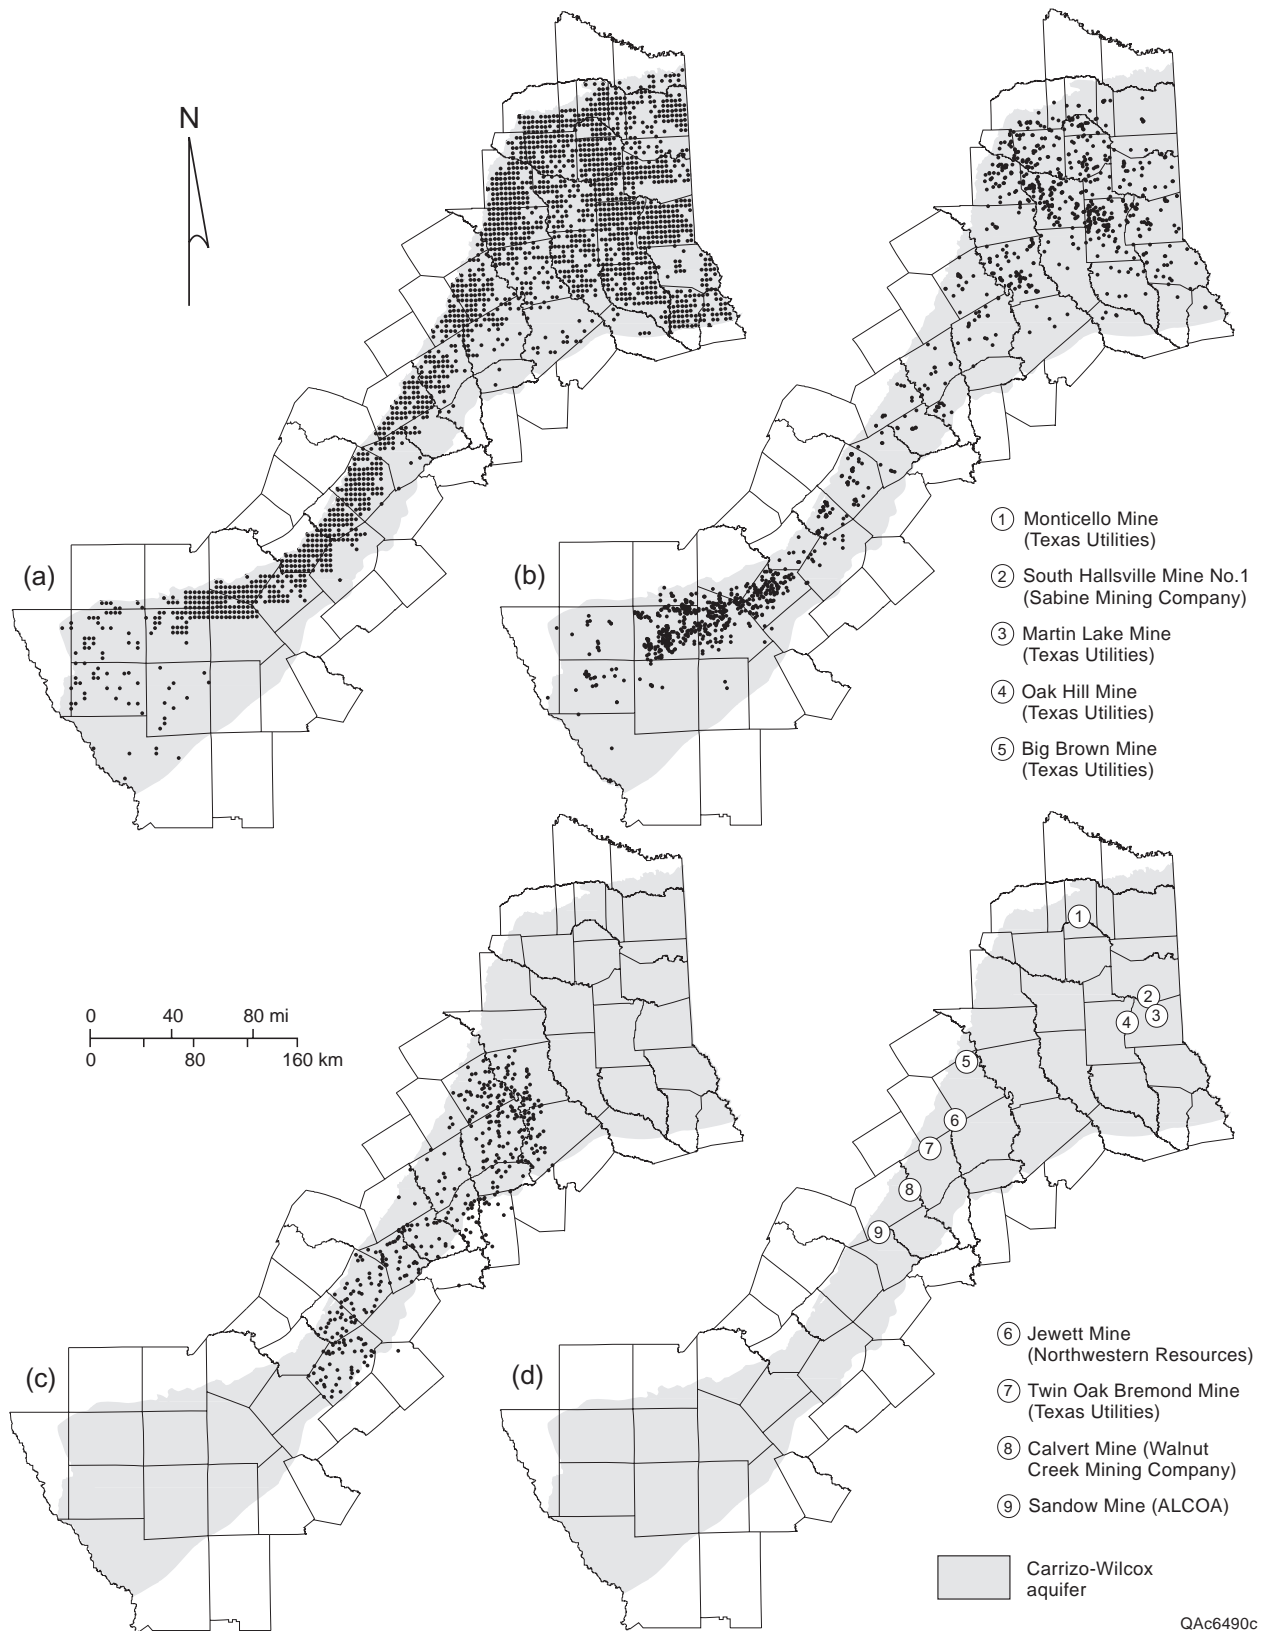 N
(a)
(b)
1 Monticello Mine
(Texas Utilities)
2 South Hallsville Mine No.1
(Sabine Mining Company)
3 Martin Lake Mine
(Texas Utilities)
4 Oak Hill Mine
(Texas Utilities)
5 Big Brown Mine
(Texas Utilities)
0 40 80 mi
0 80 160 km
(c)
(d)
1
2
3
4
5
6
7
8
9
6 Jewett Mine
(Northwestern Resources)
7 Twin Oak Bremond Mine
(Texas Utilities)
8 Calvert Mine (Walnut
Creek Mining Company)
9 Sandow Mine (ALCOA)
Carrizo-Wilcox
aquifer
QAc6490c